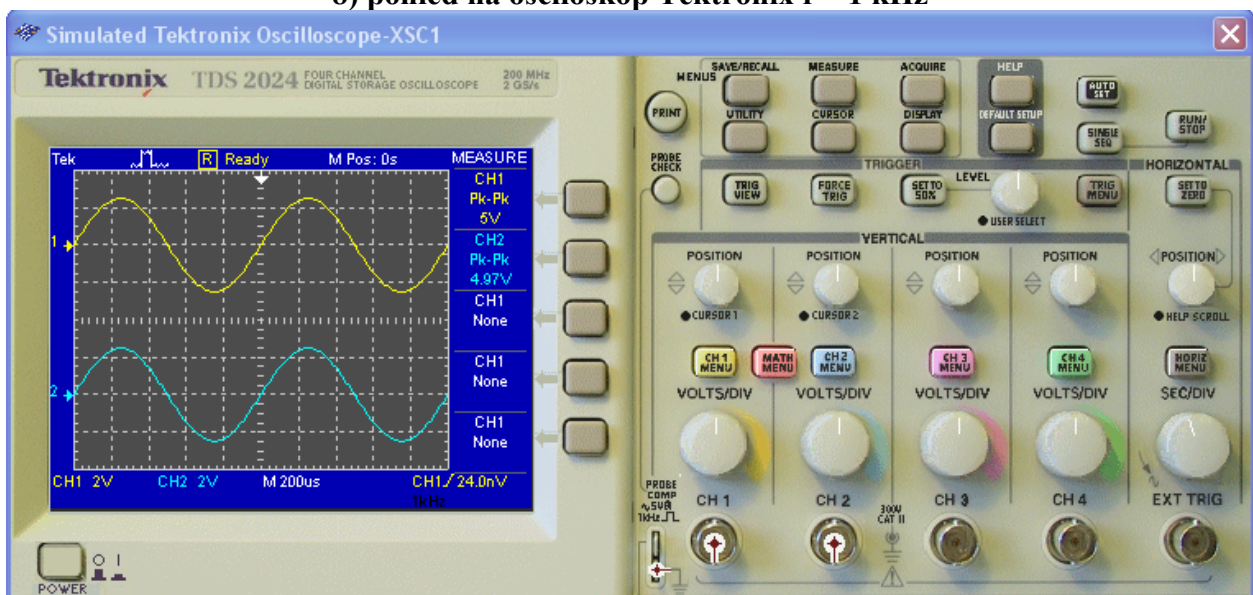 Simulated Tektronix Oscilloscope-XSC1
Tektronix TDS 2024 FOUR CHANNEL DIGITAL STORAGE OSCILLOSCOPE 200 MHz 2 GS/s
Tek R Ready M Pos: 0s MEASURE
CH1
Pk-Pk
5V
CH2
Pk-Pk
4.97V
CH1
None
CH1
None
CH1
None
1
2
CH1 2V CH2 2V M 200us CH1 24.0nV
1kHz
POWER
MENUS
SAVE/RECALL MEASURE ACQUIRE HELP
PRINT
UTILITY CURSOR DISPLAY DEFAULT SETUP
AUTO SET
SINGLE SEQ
RUN/ STOP
PROBE CHECK
TRIGGER HORIZONTAL
TRIG VIEW
FORCE TRIG
SET TO 50%
LEVEL
USER SELECT
TRIG MENU
SET TO ZERO
VERTICAL
POSITION POSITION POSITION POSITION POSITION
CURSOR 1 CURSOR 2 HELP SCROLL
CH 1 MENU
MATH MENU
CH 2 MENU
CH 3 MENU
CH 4 MENU
HORIZ MENU
VOLTS/DIV VOLTS/DIV VOLTS/DIV VOLTS/DIV SEC/DIV
PROBE COMP
~5V@
1kHz
CH 1 CH 2 CH 3 CH 4 EXT TRIG
300V
CAT II